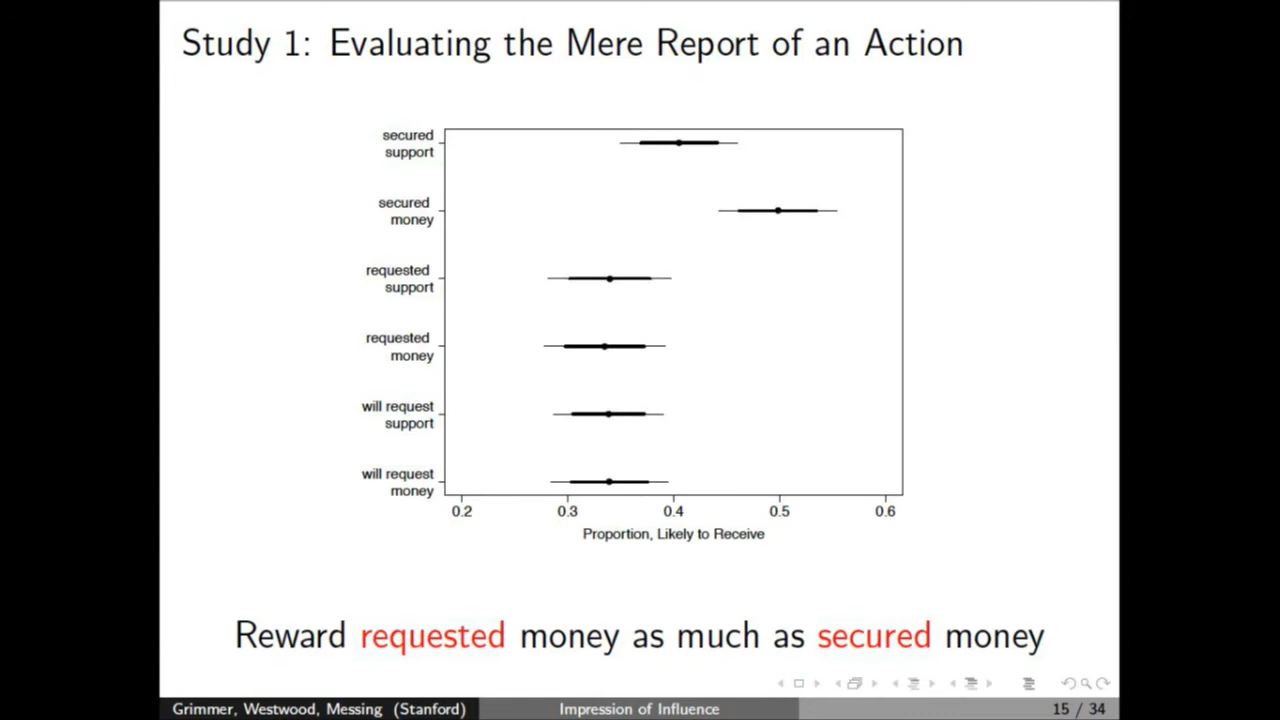 Study 1: Evaluating the Mere Report of an Action
secured
support
secured
money
requested
support
requested
money
will request
support
will request
money
0.2 0.3 0.4 0.5 0.6
Proportion, Likely to Receive
Reward requested money as much as secured money
Grimmer, Westwood, Messing (Stanford) Impression of Influence 15 / 34